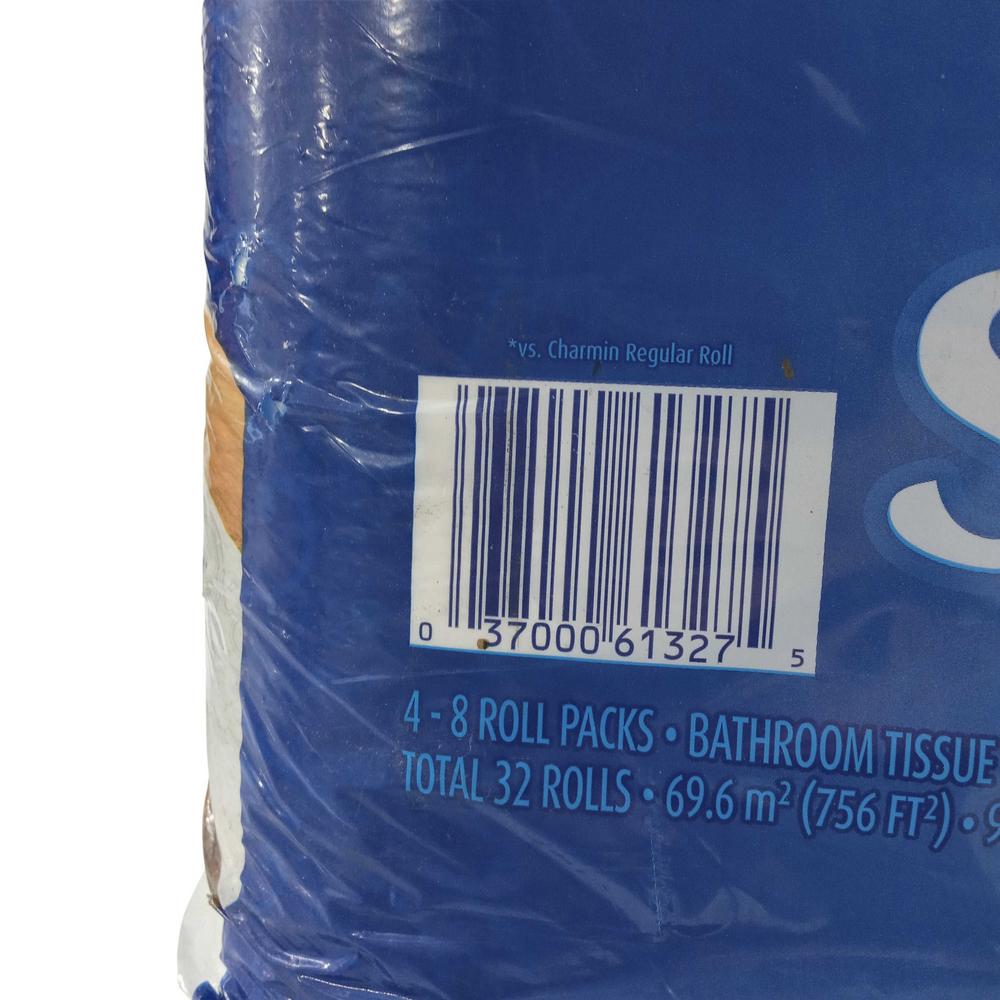 *vs. Charmin Regular Roll
S
0 37000 61327 5
4 - 8 ROLL PACKS • BATHROOM TISSUE
TOTAL 32 ROLLS • 69.6 m² (756 FT²) • 9